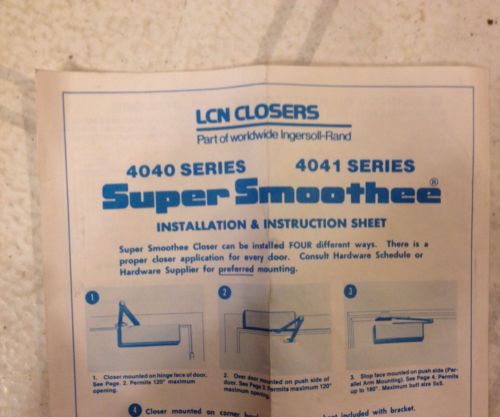 LCN CLOSERS
Part of worldwide Ingersoll-Rand
4040 SERIES 4041 SERIES
Super Smoothee®
INSTALLATION & INSTRUCTION SHEET
Super Smoothee Closer can be installed FOUR different ways. There is a
proper closer application for every door. Consult Hardware Schedule or
Hardware Supplier for preferred mounting.
1
2
3
1. Closer mounted on hinge face of door.
See Page. 2. Permits 120° maximum
opening.
2. Over door mounted on push side of
door. See Page 3. Permits maximum 120°
opening.
3. Stop face mounted on push side (Par-
allel Arm Mounting). See Page 4. Permits
up to 180°. Maximum butt size 5x5.
4 Closer mounted on corner
included with bracket.